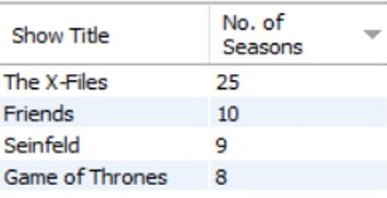 Show Title No. of Seasons
The X-Files 25
Friends 10
Seinfeld 9
Game of Thrones 8